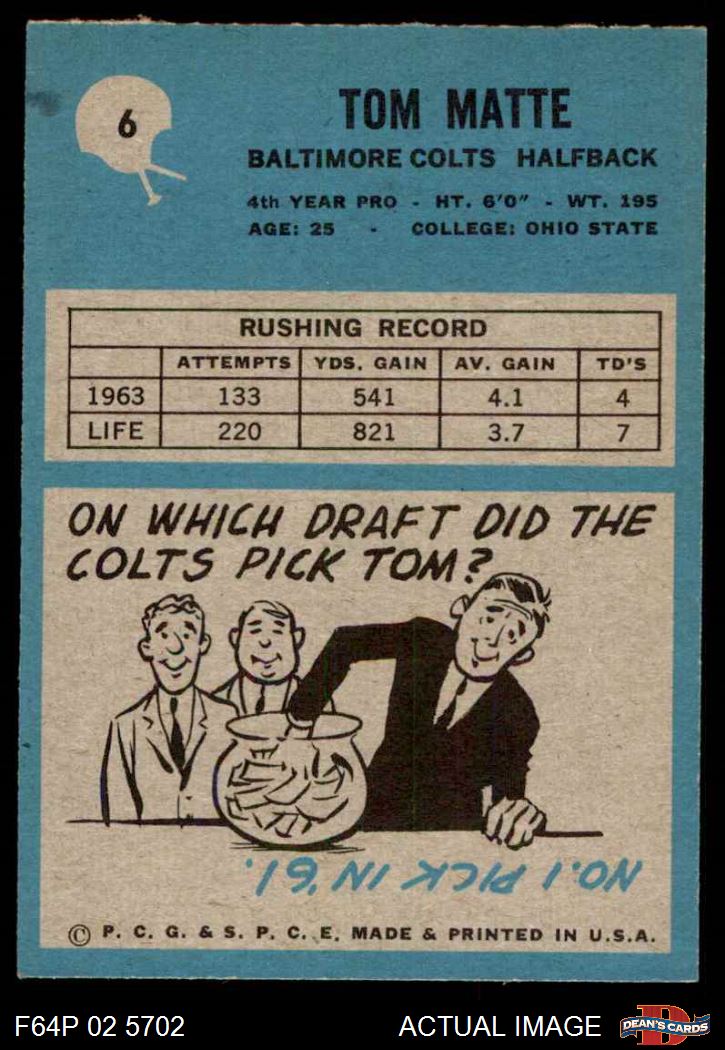 6
TOM MATTE
BALTIMORE COLTS HALFBACK
4th YEAR PRO - HT. 6'0" - WT. 195
AGE: 25 - COLLEGE: OHIO STATE
RUSHING RECORD
ATTEMPTS YDS. GAIN AV. GAIN TD'S
1963 133 541 4.1 4
LIFE 220 821 3.7 7
ON WHICH DRAFT DID THE
COLTS PICK TOM?
NO. 1 PICK IN '61.
© P. C. G. & S. P. C. E. MADE & PRINTED IN U.S.A.
F64P 02 5702 ACTUAL IMAGE D DEAN'S CARDS